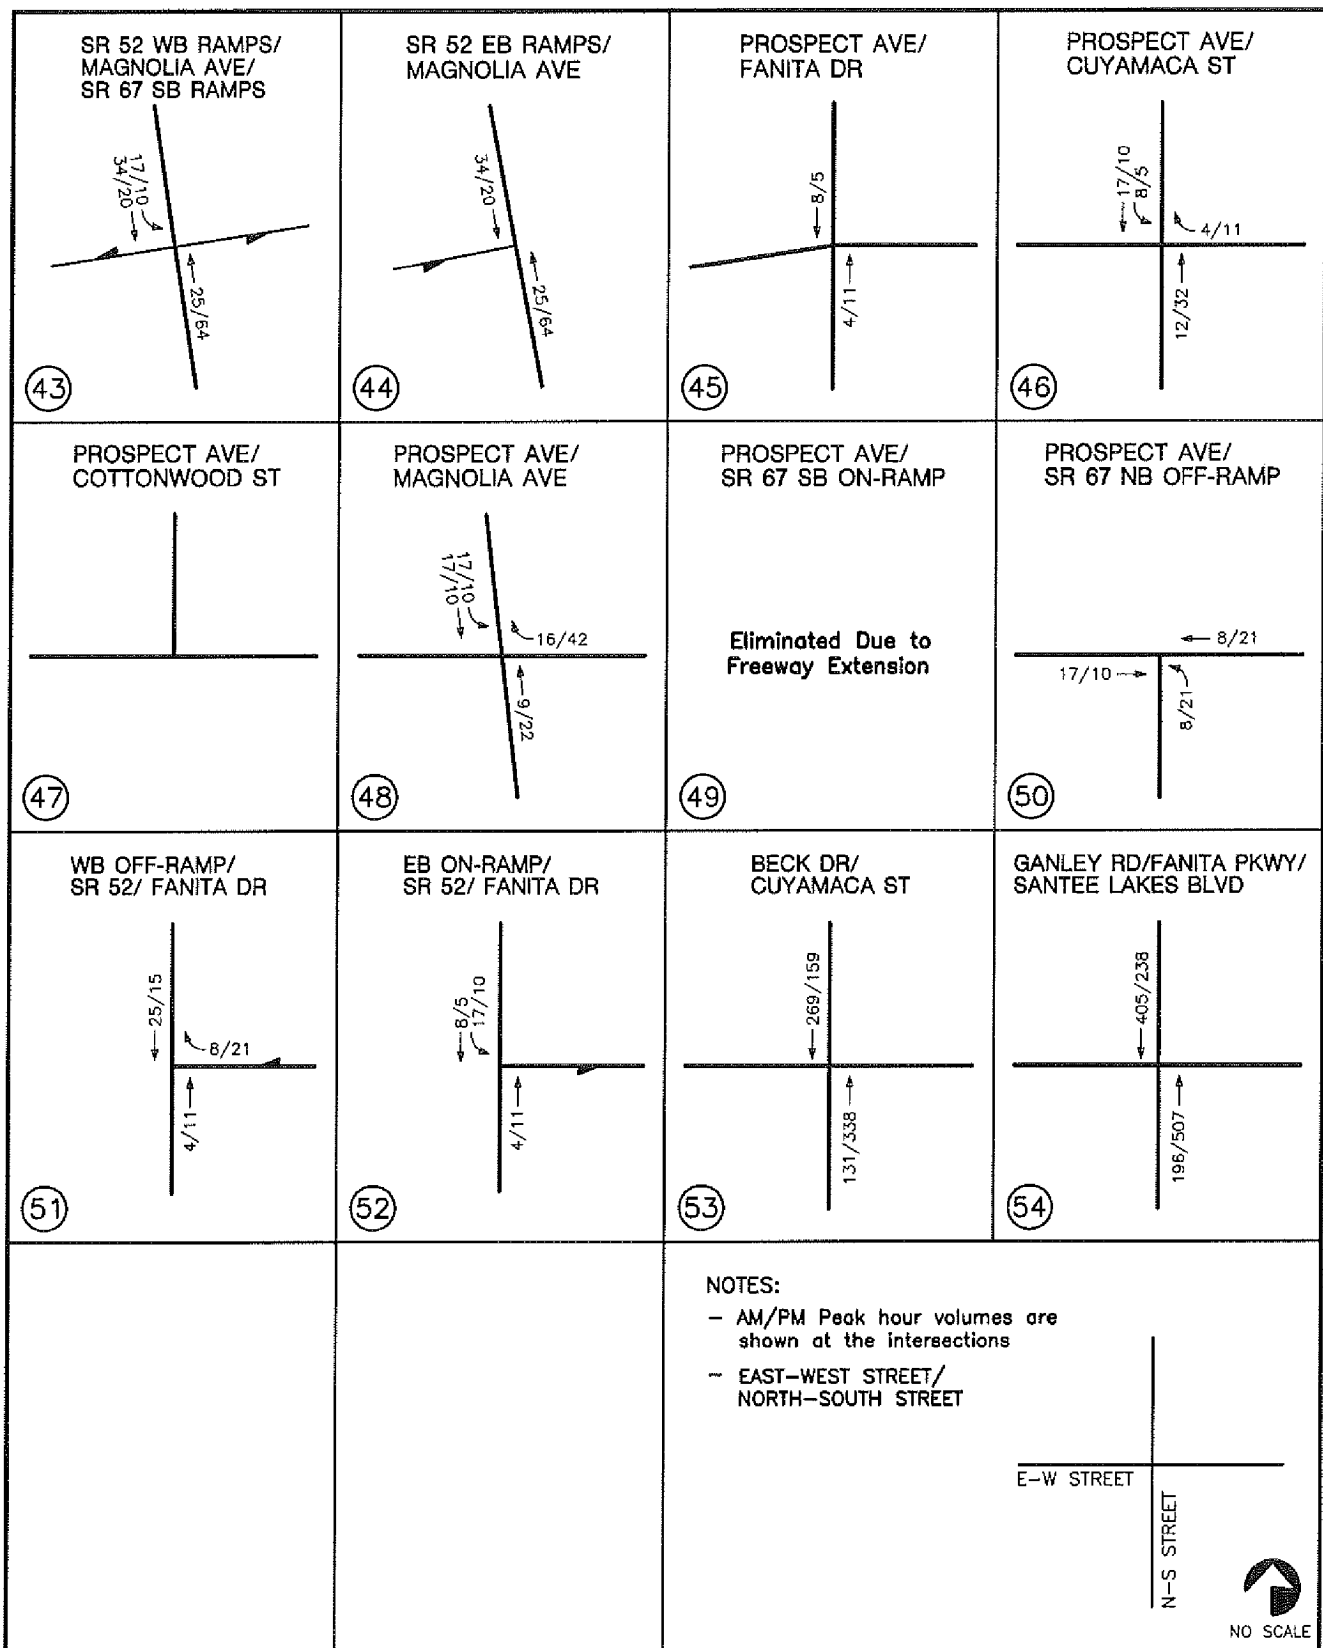 SR 52 WB RAMPS/
MAGNOLIA AVE/
SR 67 SB RAMPS
17/10
34/20
25/64
43
SR 52 EB RAMPS/
MAGNOLIA AVE
34/20
25/64
44
PROSPECT AVE/
FANITA DR
8/5
4/11
45
PROSPECT AVE/
CUYAMACA ST
17/10
8/5
4/11
12/32
46
PROSPECT AVE/
COTTONWOOD ST
47
PROSPECT AVE/
MAGNOLIA AVE
17/10
17/10
16/42
9/22
48
PROSPECT AVE/
SR 67 SB ON-RAMP
Eliminated Due to
Freeway Extension
49
PROSPECT AVE/
SR 67 NB OFF-RAMP
8/21
17/10
8/21
50
WB OFF-RAMP/
SR 52/ FANITA DR
25/15
8/21
4/11
51
EB ON-RAMP/
SR 52/ FANITA DR
8/5
17/10
4/11
52
BECK DR/
CUYAMACA ST
269/159
131/338
53
GANLEY RD/FANITA PKWY/
SANTEE LAKES BLVD
405/238
196/507
54
NOTES:
- AM/PM Peak hour volumes are
shown at the intersections
- EAST-WEST STREET/
NORTH-SOUTH STREET
E-W STREET
N-S STREET
NO SCALE